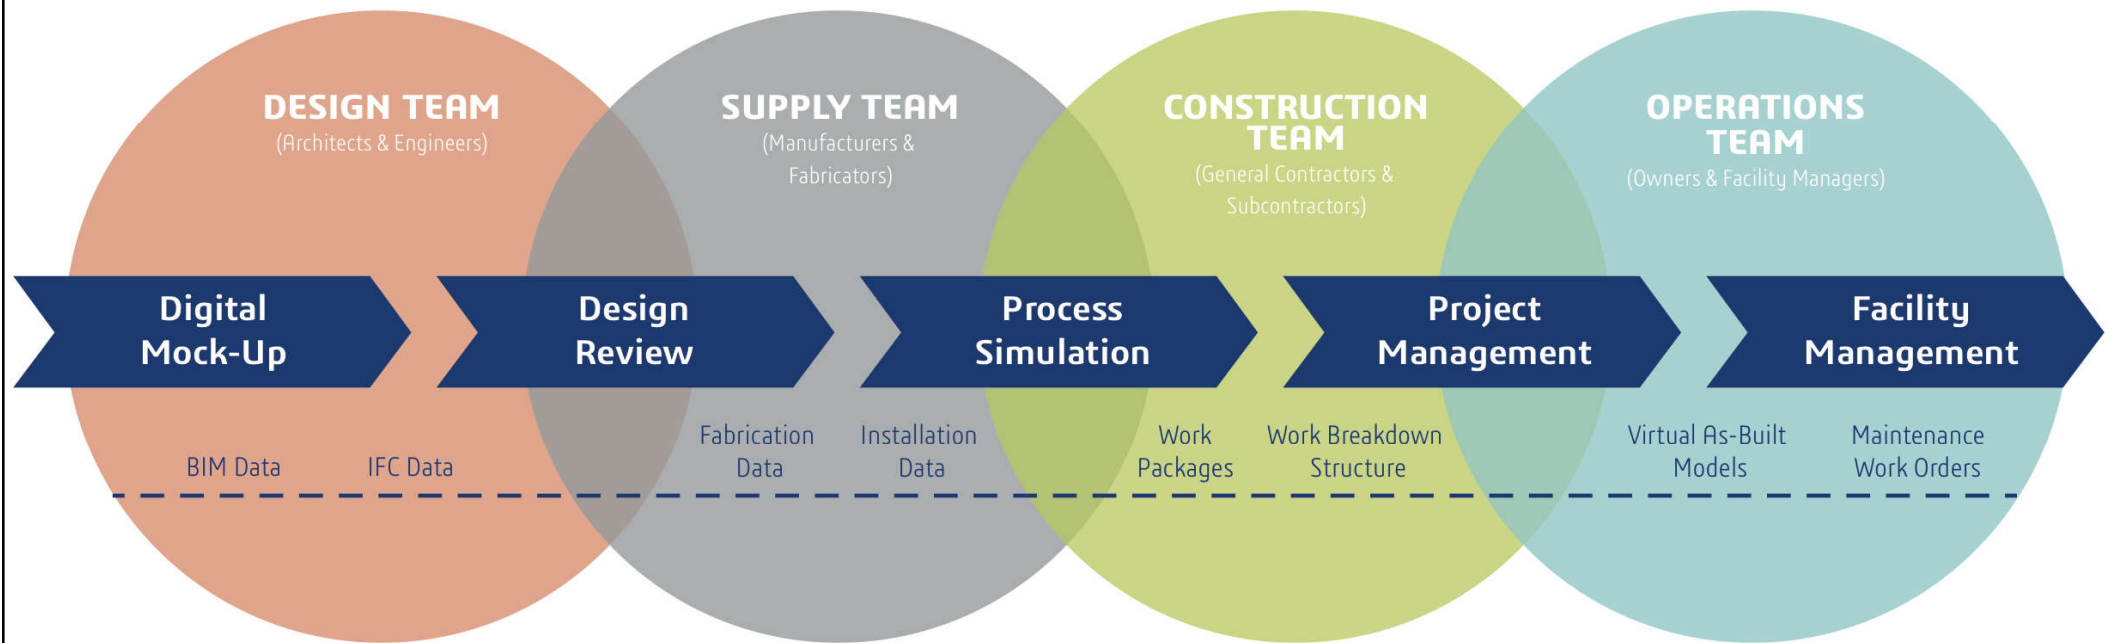 DESIGN TEAM
(Architects & Engineers)
SUPPLY TEAM
(Manufacturers &
Fabricators)
CONSTRUCTION
TEAM
(General Contractors &
Subcontractors)
OPERATIONS
TEAM
(Owners & Facility Managers)
Digital
Mock-Up
Design
Review
Process
Simulation
Project
Management
Facility
Management
BIM Data
IFC Data
Fabrication
Data
Installation
Data
Work
Packages
Work Breakdown
Structure
Virtual As-Built
Models
Maintenance
Work Orders